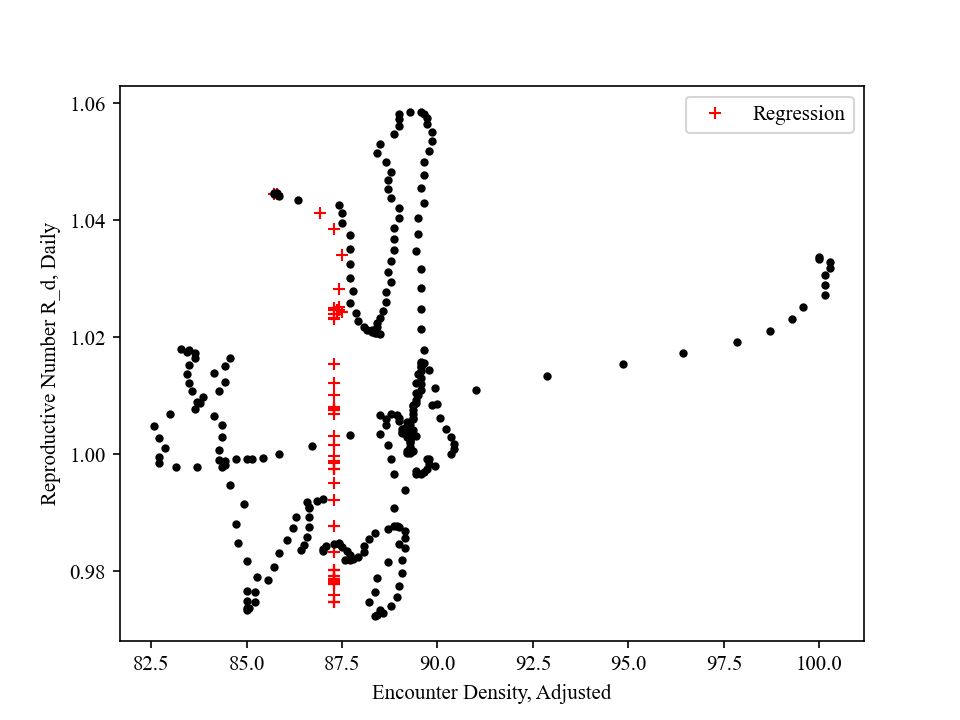 Regression
1.06
1.04
1.02
1.00
0.98
Reproductive Number R_d, Daily
82.5 85.0 87.5 90.0 92.5 95.0 97.5 100.0
Encounter Density, Adjusted